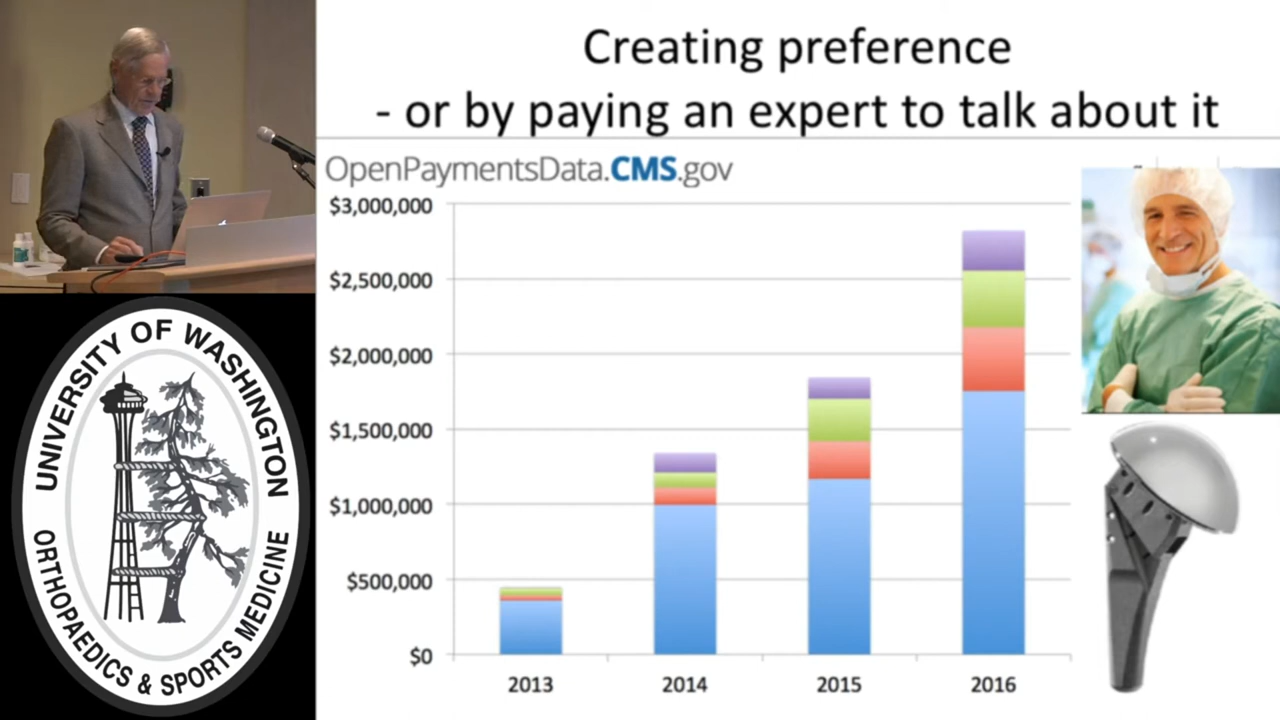 Creating preference
- or by paying an expert to talk about it
OpenPaymentsData.CMS.gov
$3,000,000
$2,500,000
$2,000,000
$1,500,000
$1,000,000
$500,000
$0
2013
2014
2015
2016
UNIVERSITY OF WASHINGTON
ORTHOPAEDICS & SPORTS MEDICINE